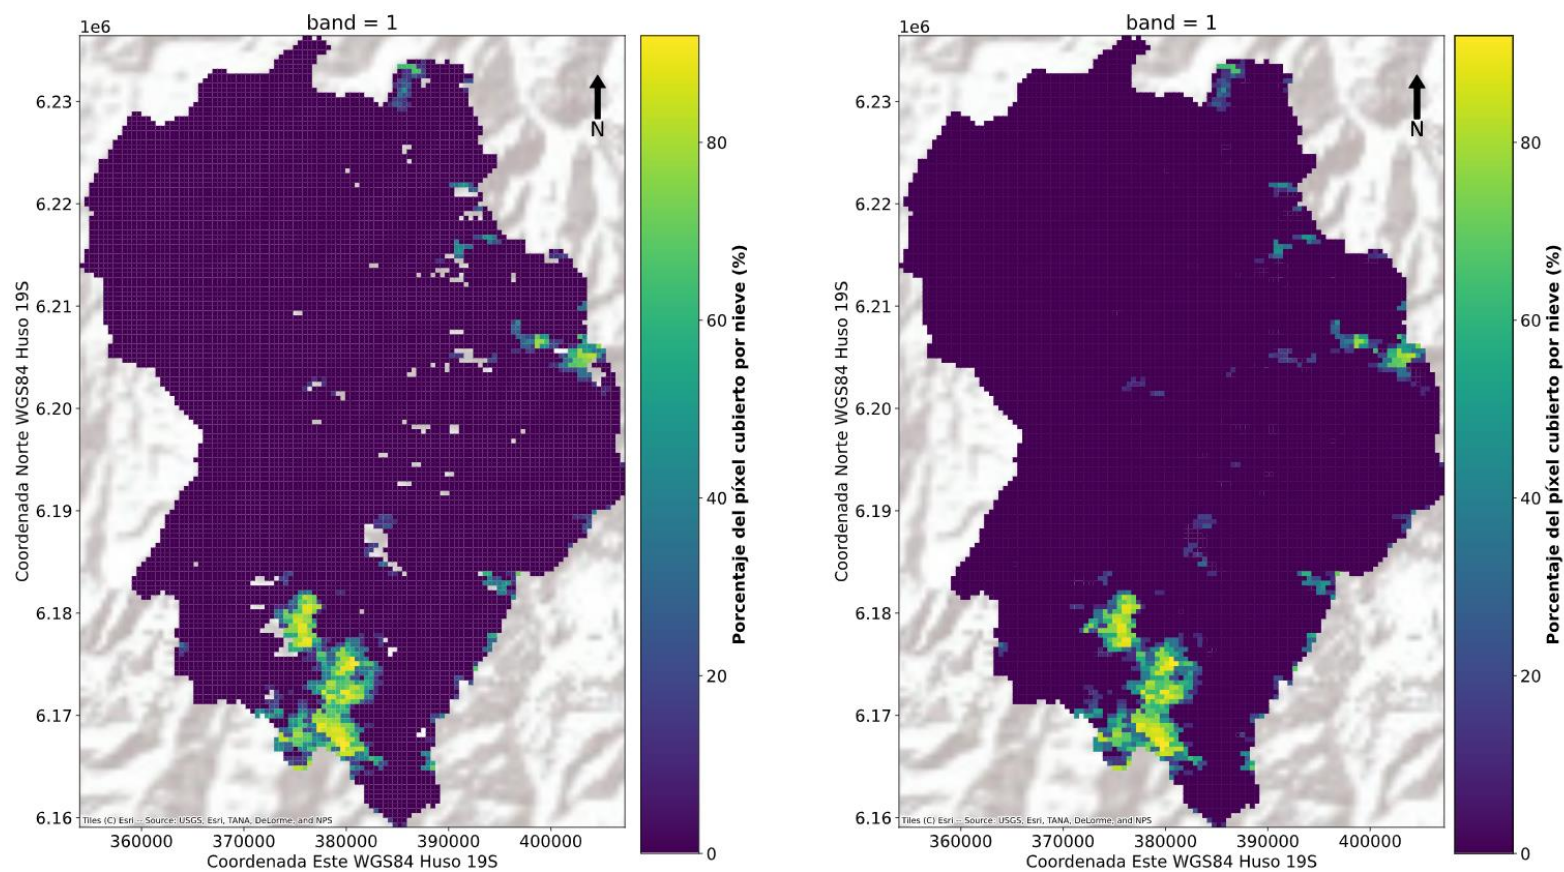 band = 1
1e6
6.23
6.22
6.21
6.20
6.19
6.18
6.17
6.16
Coordenada Norte WGS84 Huso 19S
N
Tiles (C) Esri -- Source: USGS, Esri, TANA, DeLorme, and NPS
360000 370000 380000 390000 400000
Coordenada Este WGS84 Huso 19S
80
60
40
20
0
Porcentaje del píxel cubierto por nieve (%)
band = 1
1e6
6.23
6.22
6.21
6.20
6.19
6.18
6.17
6.16
Coordenada Norte WGS84 Huso 19S
N
Tiles (C) Esri -- Source: USGS, Esri, TANA, DeLorme, and NPS
360000 370000 380000 390000 400000
Coordenada Este WGS84 Huso 19S
80
60
40
20
0
Porcentaje del píxel cubierto por nieve (%)